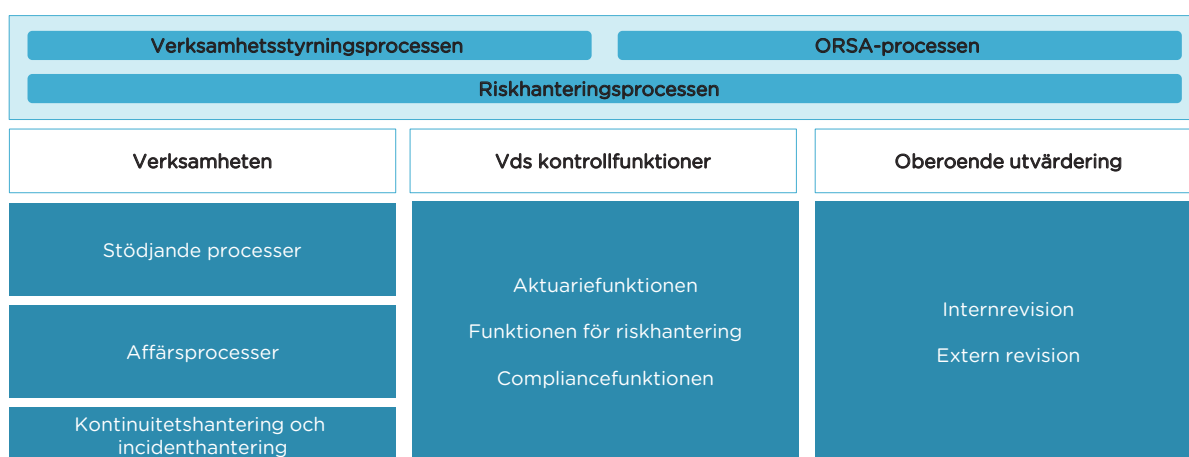 Verksamhetsstyrningsprocessen
ORSA-processen
Riskhanteringsprocessen
Verksamheten
Vds kontrollfunktioner
Oberoende utvärdering
Stödjande processer
Affärsprocesser
Kontinuitetshantering och
incidenthantering
Aktuariefunktionen
Funktionen för riskhantering
Compliancefunktionen
Internrevision
Extern revision